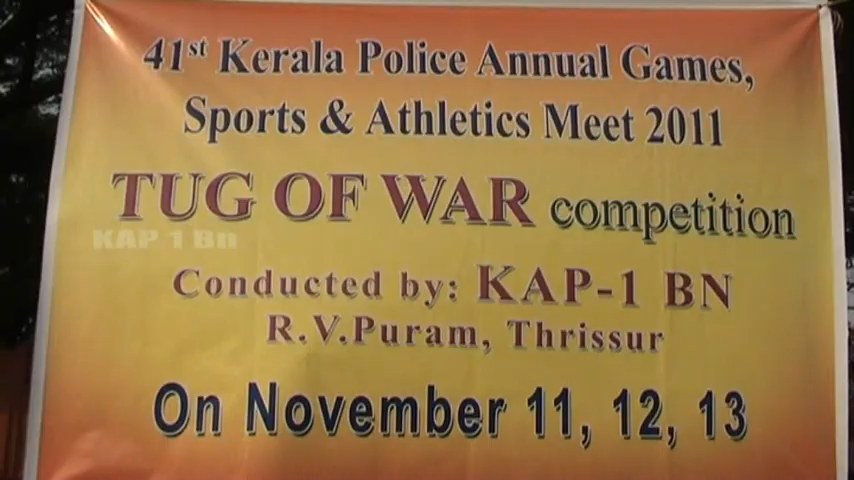 41st Kerala Police Annual Games,
Sports & Athletics Meet 2011
TUG OF WAR competition
KAP 1 Bn
Conducted by: KAP-1 BN
R.V.Puram, Thrissur
On November 11, 12, 13